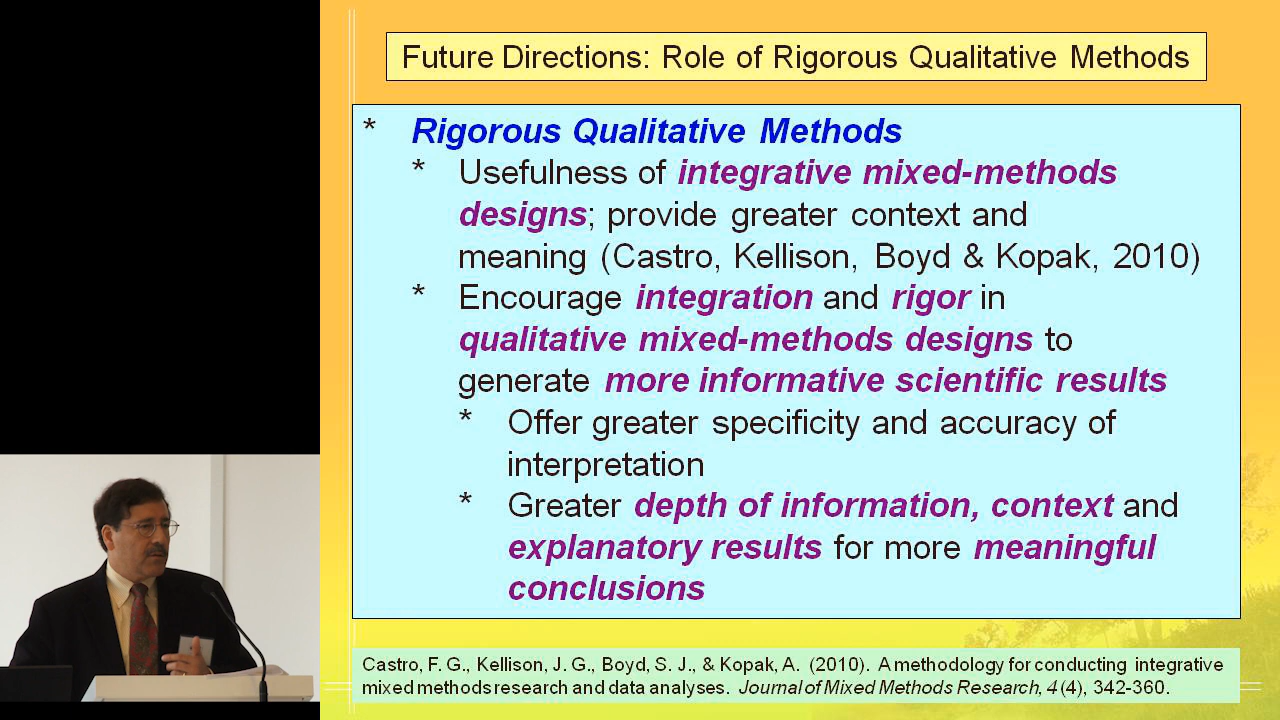 Future Directions: Role of Rigorous Qualitative Methods
* Rigorous Qualitative Methods
* Usefulness of integrative mixed-methods
designs; provide greater context and
meaning (Castro, Kellison, Boyd & Kopak, 2010)
* Encourage integration and rigor in
qualitative mixed-methods designs to
generate more informative scientific results
* Offer greater specificity and accuracy of
interpretation
* Greater depth of information, context and
explanatory results for more meaningful
conclusions
Castro, F. G., Kellison, J. G., Boyd, S. J., & Kopak, A. (2010). A methodology for conducting integrative
mixed methods research and data analyses. Journal of Mixed Methods Research, 4 (4), 342-360.